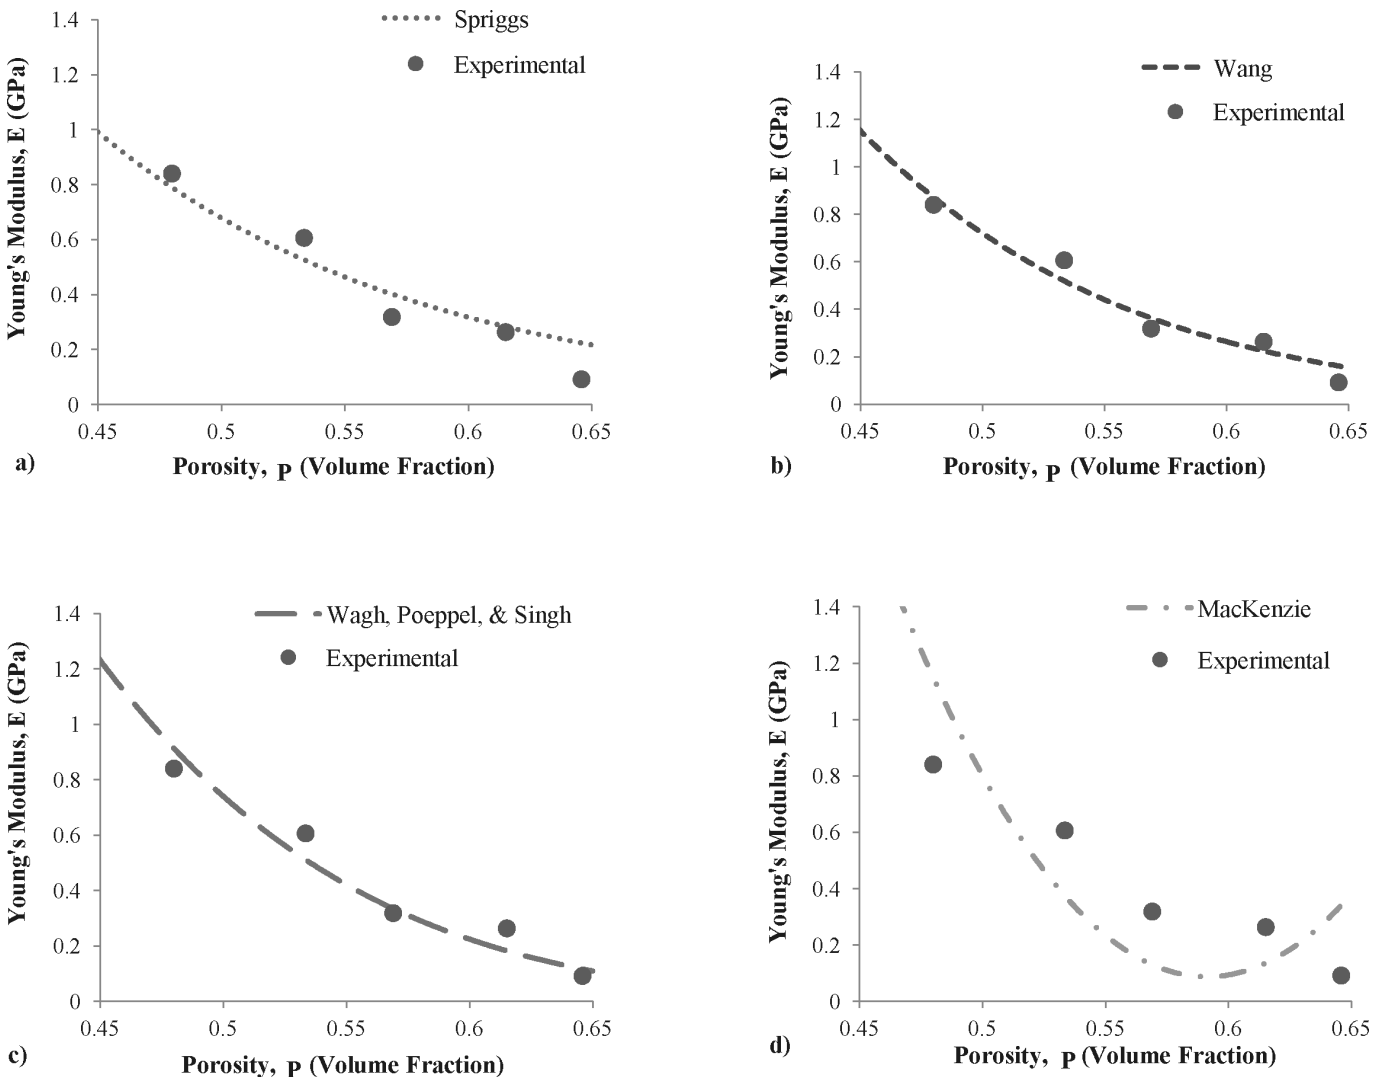 Spriggs
Experimental
Young's Modulus, E (GPa)
1.4
1.2
1
0.8
0.6
0.4
0.2
0
0.45 0.5 0.55 0.6 0.65
a)
Porosity, P (Volume Fraction)
Wang
Experimental
Young's Modulus, E (GPa)
1.4
1.2
1
0.8
0.6
0.4
0.2
0
0.45 0.5 0.55 0.6 0.65
b)
Porosity, P (Volume Fraction)
Wagh, Poeppel, & Singh
Experimental
Young's Modulus, E (GPa)
1.4
1.2
1
0.8
0.6
0.4
0.2
0
0.45 0.5 0.55 0.6 0.65
c)
Porosity, P (Volume Fraction)
MacKenzie
Experimental
Young's Modulus, E (GPa)
1.4
1.2
1
0.8
0.6
0.4
0.2
0
0.45 0.5 0.55 0.6 0.65
d)
Porosity, P (Volume Fraction)